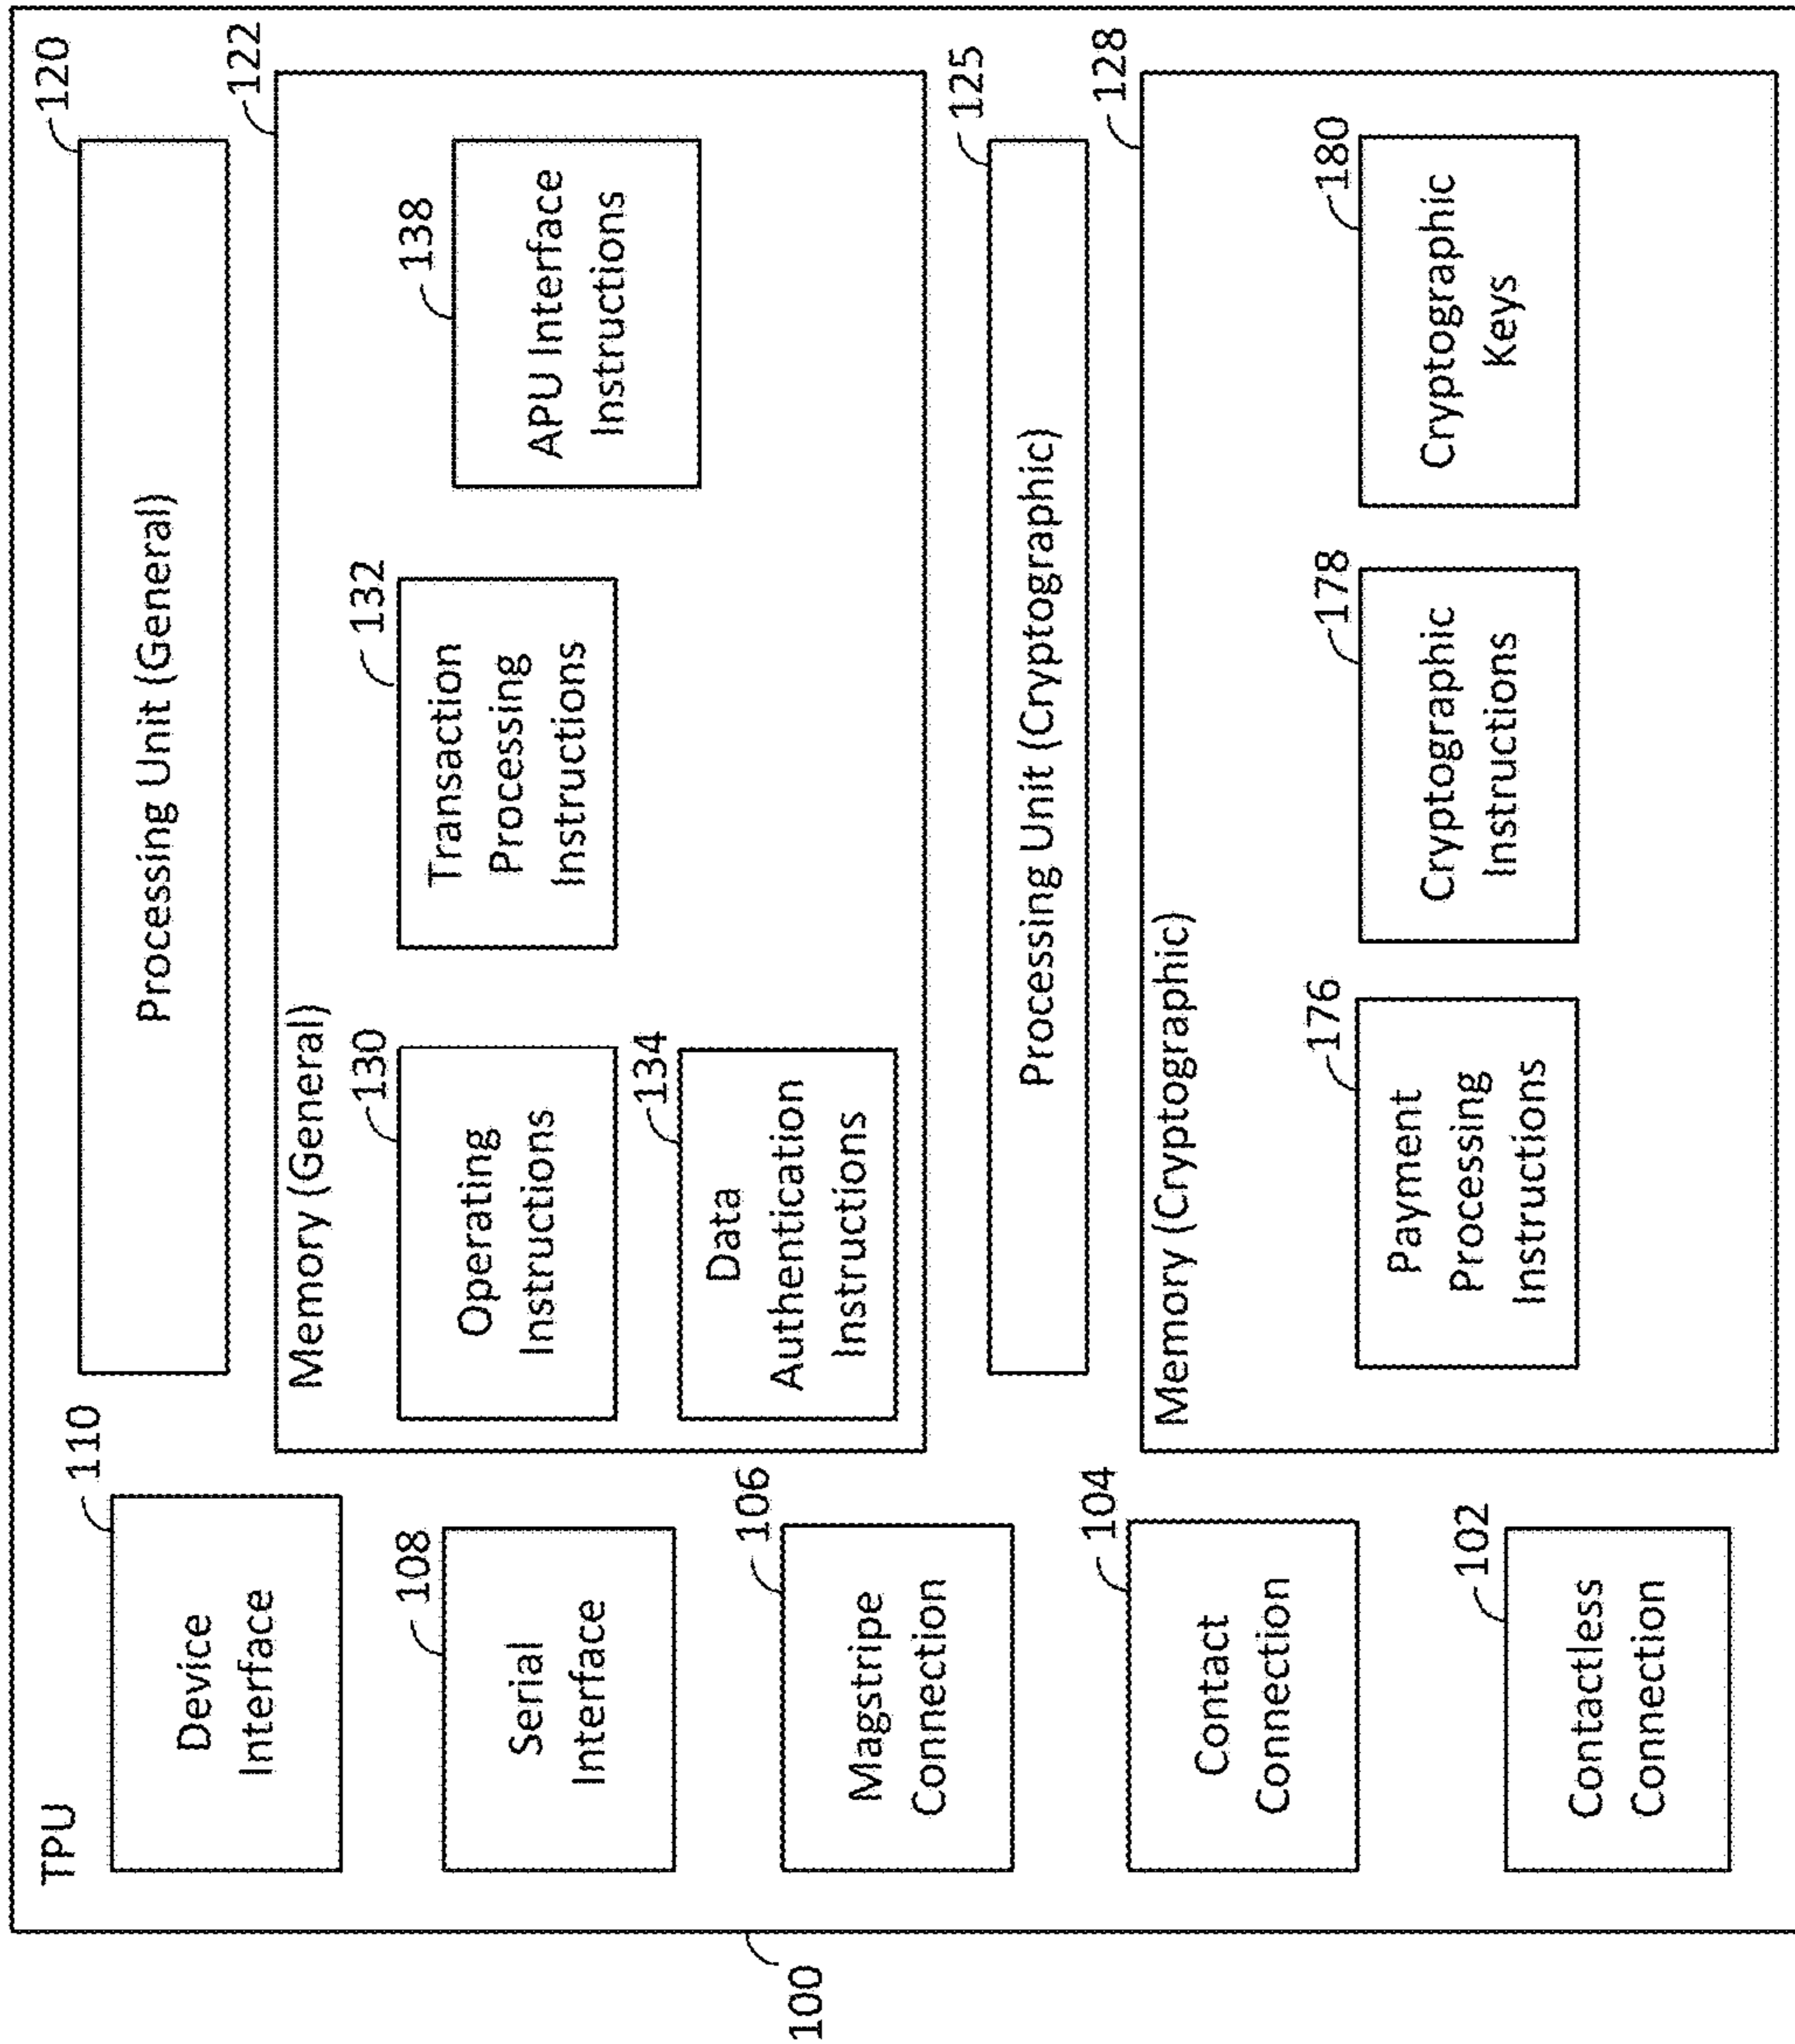 100
TPU
110
Device
Interface
108
Serial
Interface
106
Magstripe
Connection
104
Contact
Connection
102
Contactless
Connection
120
Processing Unit (General)
122
Memory (General)
130
Operating
Instructions
132
Transaction
Processing
Instructions
134
Data
Authentication
Instructions
138
APU Interface
Instructions
125
Processing Unit (Cryptographic)
128
Memory (Cryptographic)
176
Payment
Processing
Instructions
178
Cryptographic
Instructions
180
Cryptographic
Keys